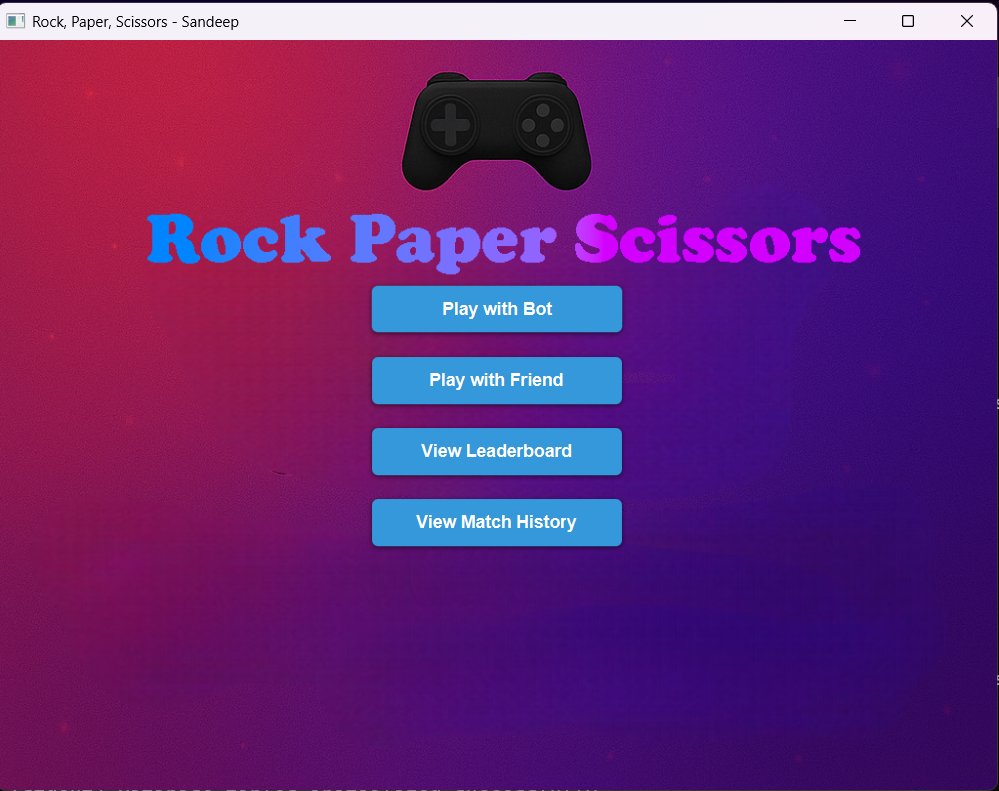 Rock, Paper, Scissors - Sandeep
Rock Paper Scissors
Play with Bot
Play with Friend
View Leaderboard
View Match History